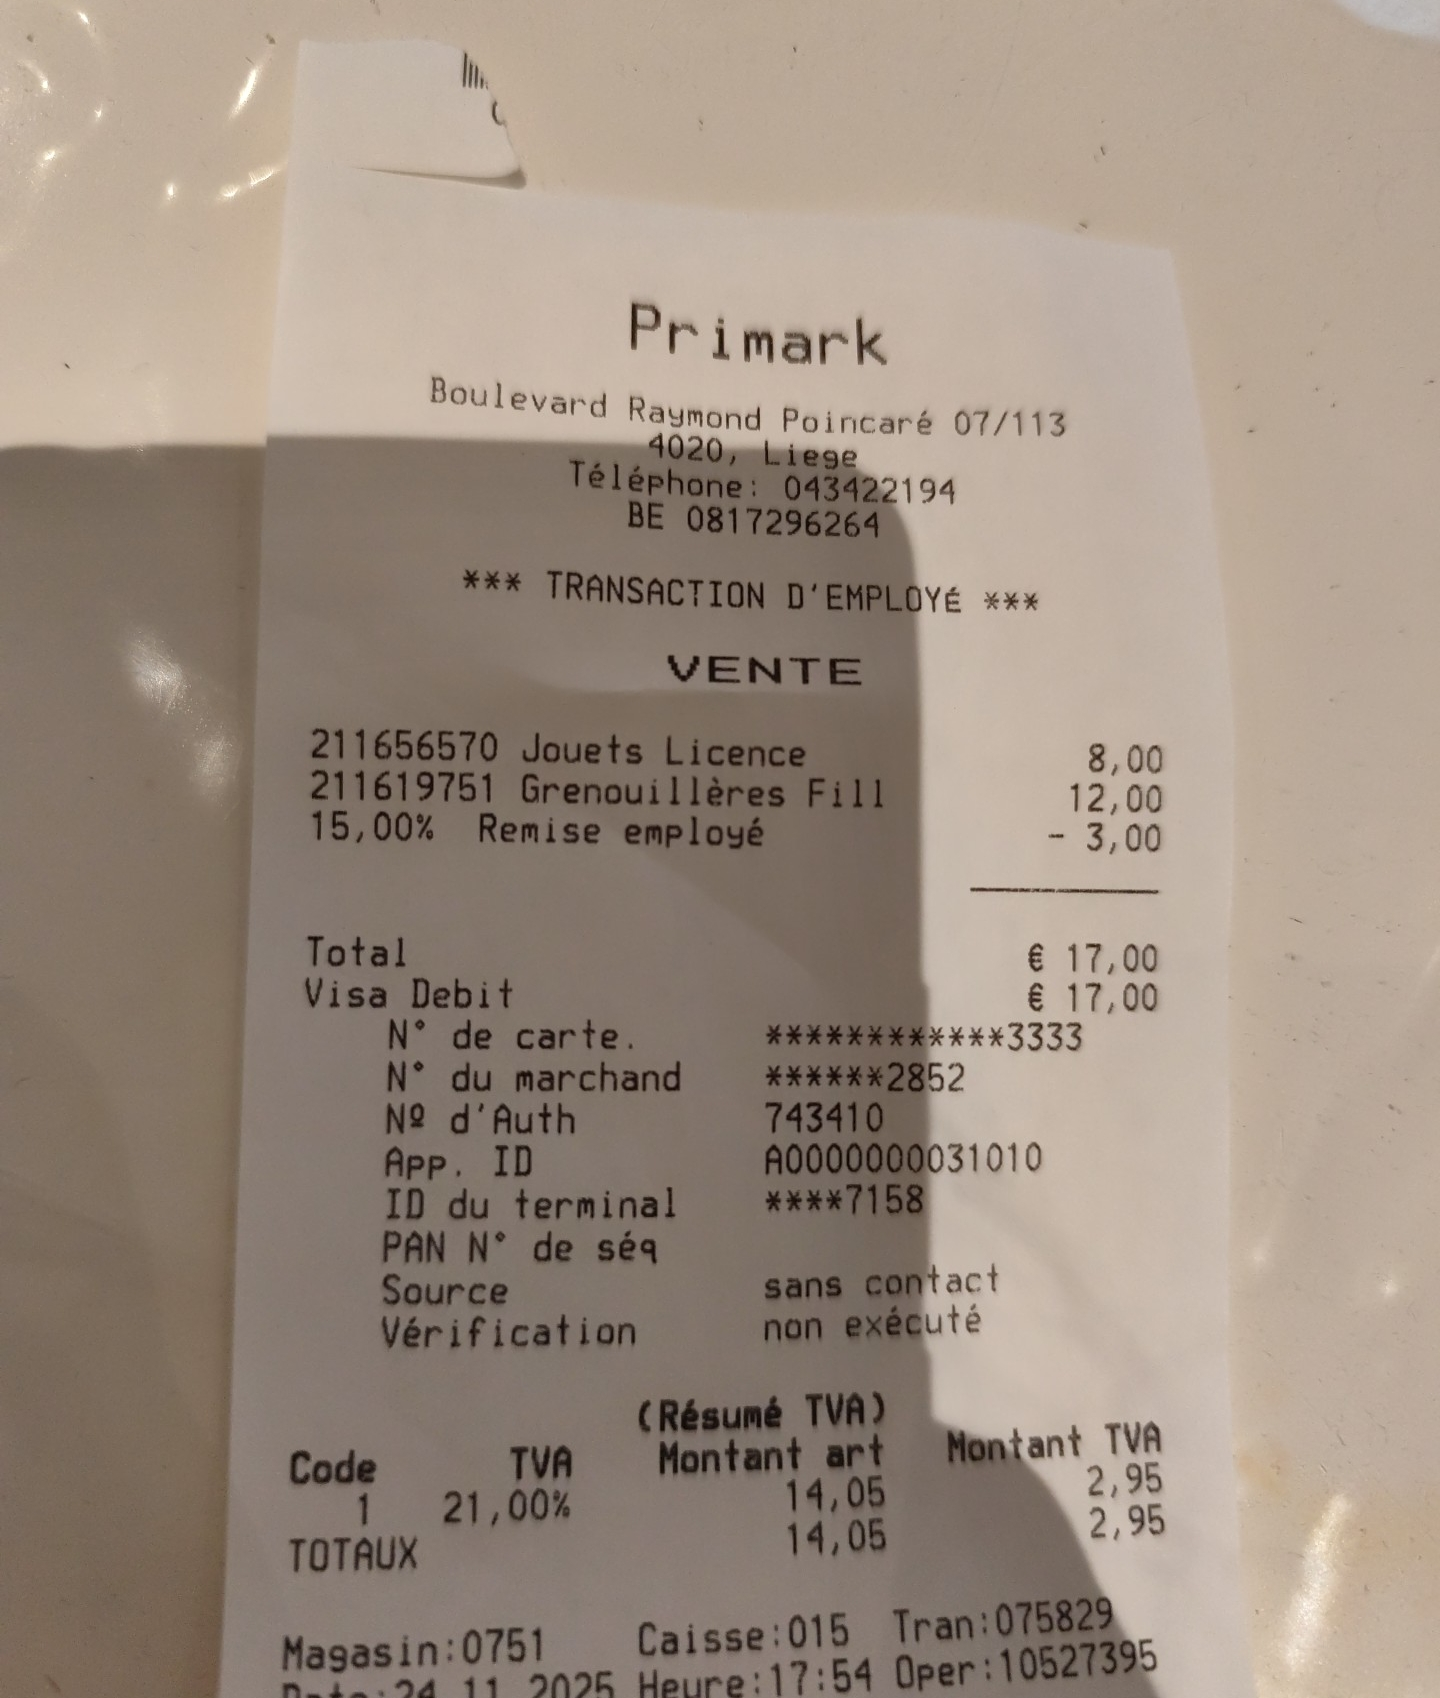 Primark
Boulevard Raymond Poincaré 07/113
4020, Liege
Téléphone: 043422194
BE 0817296264
*** TRANSACTION D'EMPLOYÉ ***
VENTE
211656570 Jouets Licence 8,00
211619751 Grenouillères Fill 12,00
15,00% Remise employé - 3,00
Total € 17,00
Visa Debit € 17,00
N° de carte. ************3333
N° du marchand ******2852
Nº d'Auth 743410
App. ID A0000000031010
ID du terminal ****7158
PAN N° de séq
Source sans contact
Vérification non exécuté
(Résumé TVA)
Code TVA Montant art Montant TVA
1 21,00% 14,05 2,95
TOTAUX 14,05 2,95
Magasin:0751 Caisse:015 Tran:075829
Date:24.11.2025 Heure:17:54 Oper:10527395